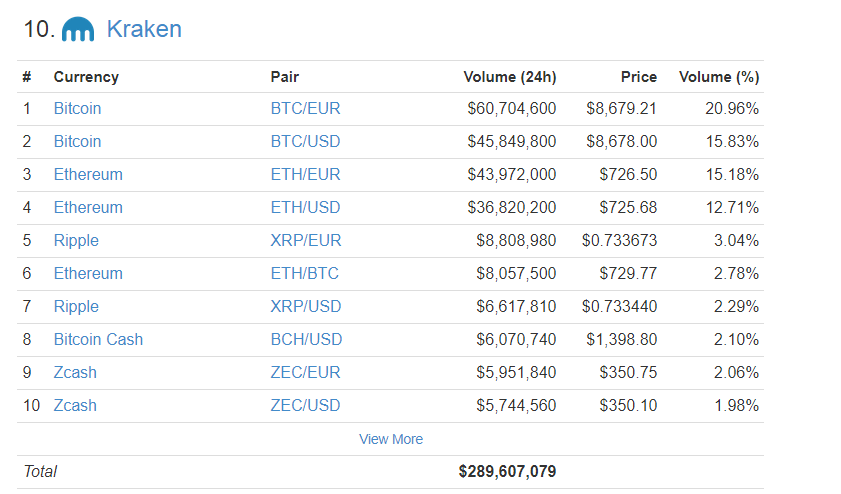 10. Kraken
# Currency Pair Volume (24h) Price Volume (%)
1 Bitcoin BTC/EUR $60,704,600 $8,679.21 20.96%
2 Bitcoin BTC/USD $45,849,800 $8,678.00 15.83%
3 Ethereum ETH/EUR $43,972,000 $726.50 15.18%
4 Ethereum ETH/USD $36,820,200 $725.68 12.71%
5 Ripple XRP/EUR $8,808,980 $0.733673 3.04%
6 Ethereum ETH/BTC $8,057,500 $729.77 2.78%
7 Ripple XRP/USD $6,617,810 $0.733440 2.29%
8 Bitcoin Cash BCH/USD $6,070,740 $1,398.80 2.10%
9 Zcash ZEC/EUR $5,951,840 $350.75 2.06%
10 Zcash ZEC/USD $5,744,560 $350.10 1.98%
View More
Total $289,607,079